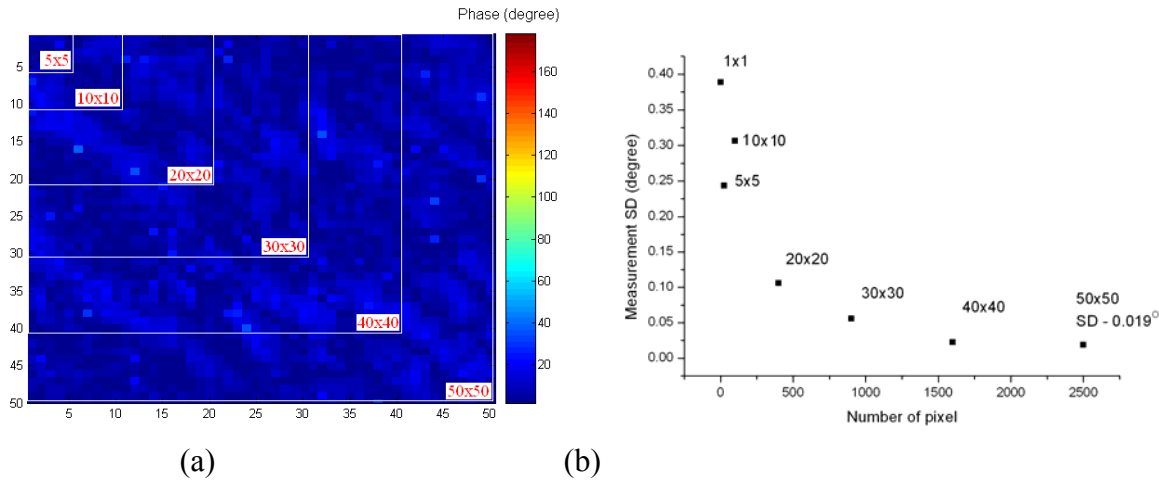 Phase (degree)
5x5
10x10
20x20
30x30
40x40
50x50
5
10
15
20
25
30
35
40
45
50
5
10
15
20
25
30
35
40
45
50
160
140
120
100
80
60
40
20
(a)
Measurement SD (degree)
0.40
0.35
0.30
0.25
0.20
0.15
0.10
0.05
0.00
1x1
10x10
5x5
20x20
30x30
40x40
50x50
SD - 0.019°
0
500
1000
1500
2000
2500
Number of pixel
(b)